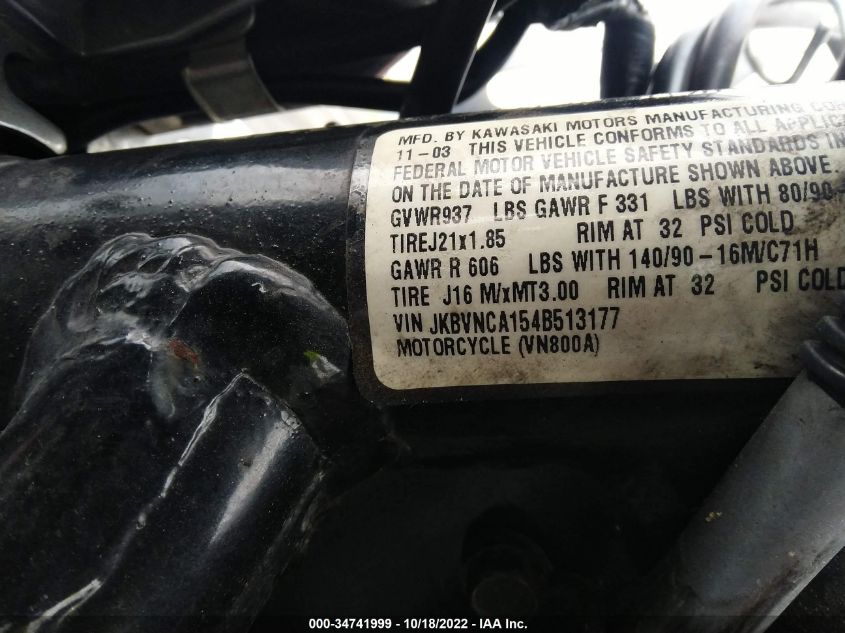 MFD. BY KAWASAKI MOTORS MANUFACTURING
11-03 THIS VEHICLE CONFORMS TO ALL
FEDERAL MOTOR VEHICLE SAFETY STANDARDS IN
ON THE DATE OF MANUFACTURE SHOWN ABOVE.
GVWR937 LBS GAWR F 331 LBS WITH 80/90
TIREJ21x1.85 RIM AT 32 PSI COLD
GAWR R 606 LBS WITH 140/90-16M/C71H
TIRE J16 M/xMT3.00 RIM AT 32 PSI COLD
VIN JKBVNCA154B513177
MOTORCYCLE (VN800A)
000-34741999 - 10/18/2022 - IAA Inc.